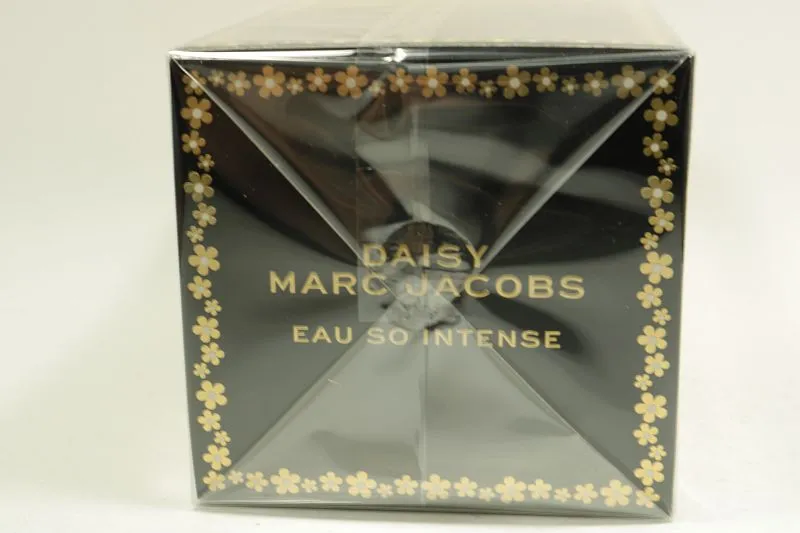 DAISY
MARC JACOBS
EAU SO INTENSE